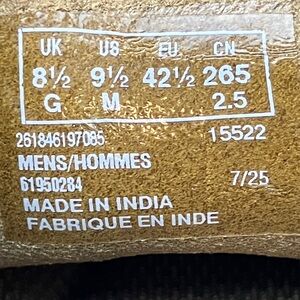 UK US EU CN
8½ 9½ 42½ 265
G M 2.5
261846197085 15522
MENS/HOMMES
61950284 7/25
MADE IN INDIA
FABRIQUE EN INDE